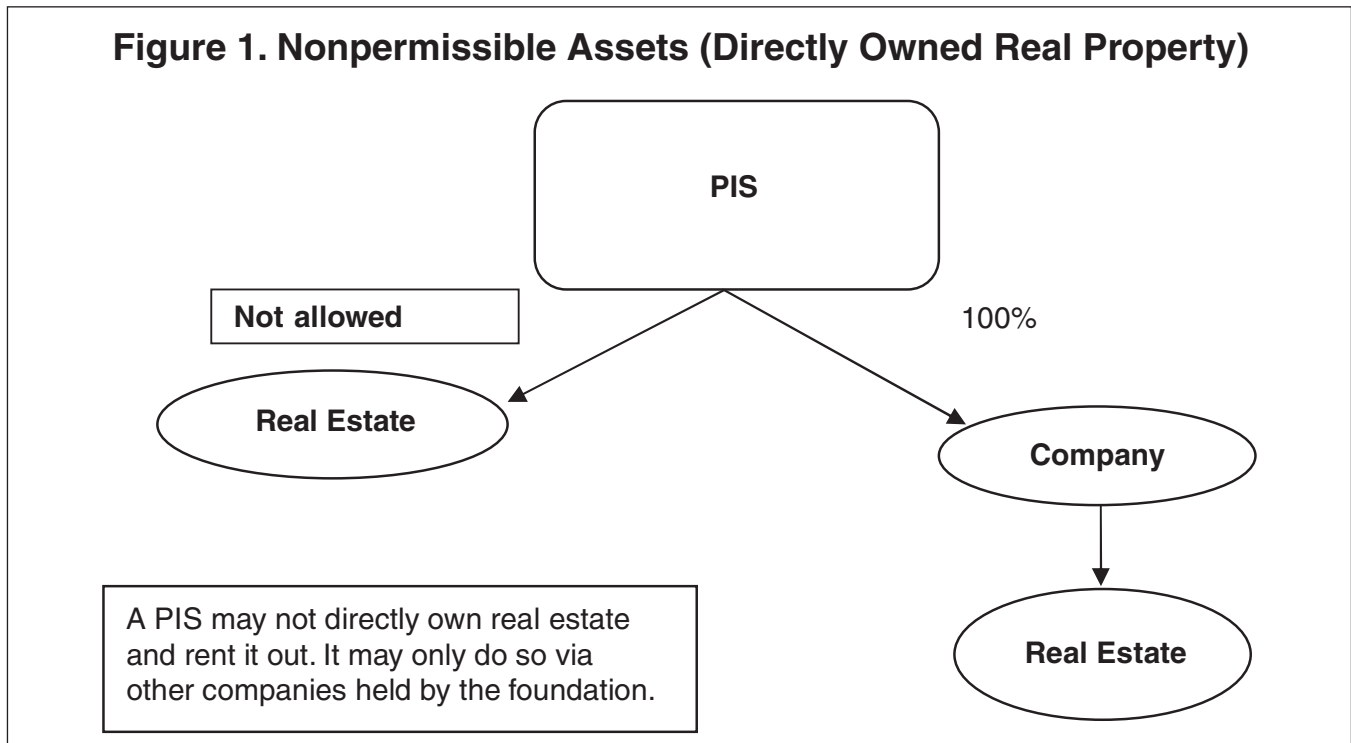 Figure 1. Nonpermissible Assets (Directly Owned Real Property)
PIS
Not allowed
100%
Real Estate
Company
A PIS may not directly own real estate
and rent it out. It may only do so via
other companies held by the foundation.
Real Estate